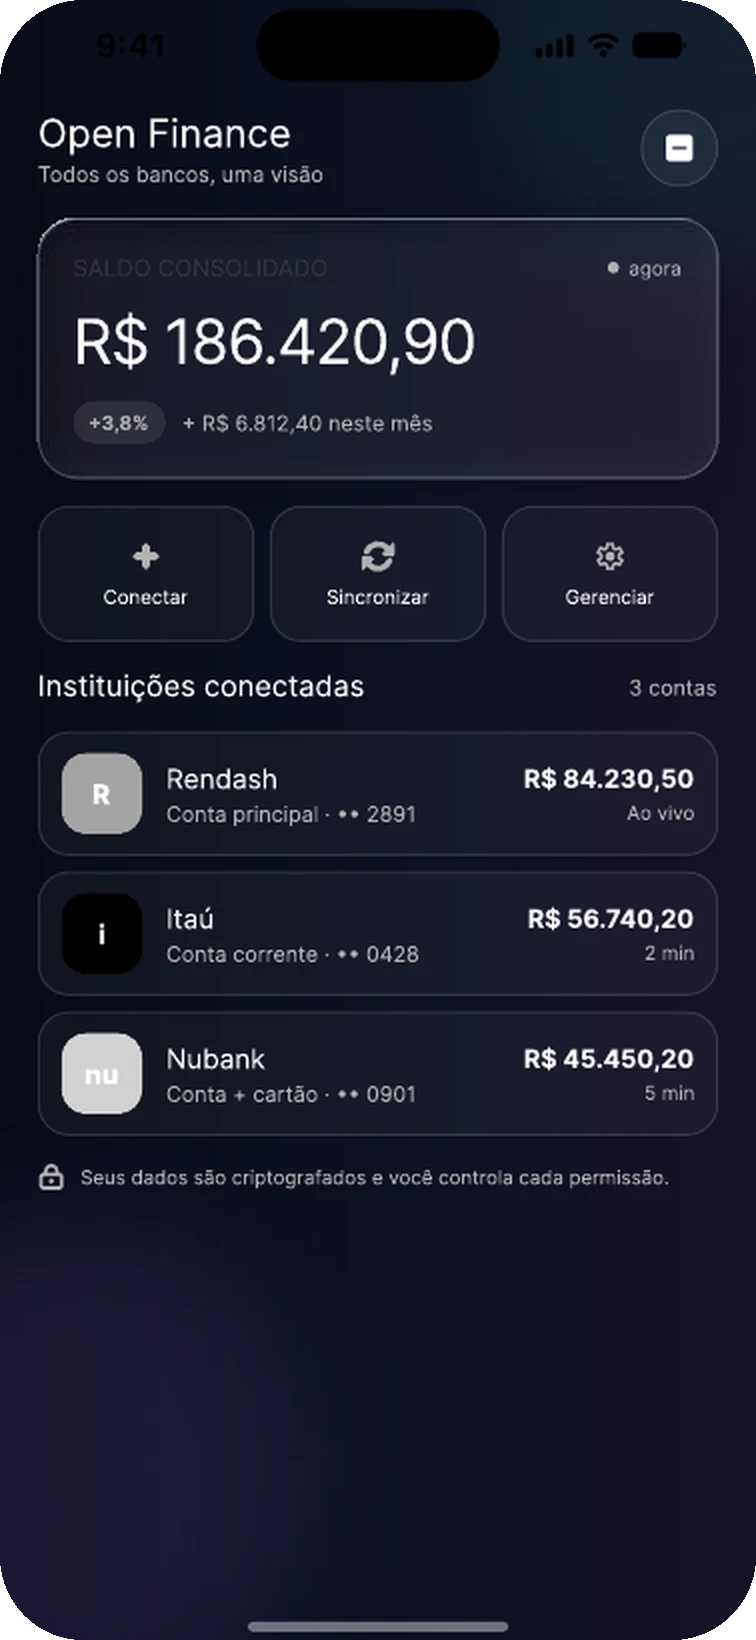 9:41
Open Finance
Todos os bancos, uma visão
SALDO CONSOLIDADO
• agora
R$ 186.420,90
+3,8% + R$ 6.812,40 neste mês
Conectar
Sincronizar
Gerenciar
Instituições conectadas
3 contas
R
Rendash
R$ 84.230,50
Conta principal · •• 2891
Ao vivo
i
Itaú
R$ 56.740,20
Conta corrente · •• 0428
2 min
nu
Nubank
R$ 45.450,20
Conta + cartão · •• 0901
5 min
Seus dados são criptografados e você controla cada permissão.